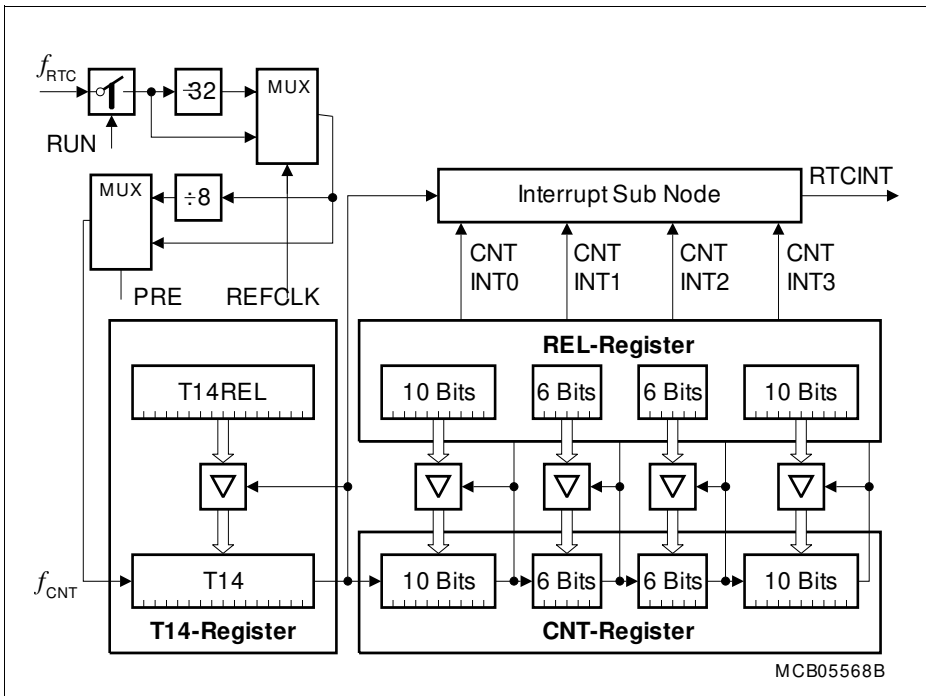 fRTC
÷32
MUX
RUN
MUX
÷8
Interrupt Sub Node
RTCINT
CNT INT0
CNT INT1
CNT INT2
CNT INT3
PRE
REFCLK
REL-Register
T14REL
10 Bits
6 Bits
6 Bits
10 Bits
fCNT
T14
10 Bits
6 Bits
6 Bits
10 Bits
T14-Register
CNT-Register
MCB05568B